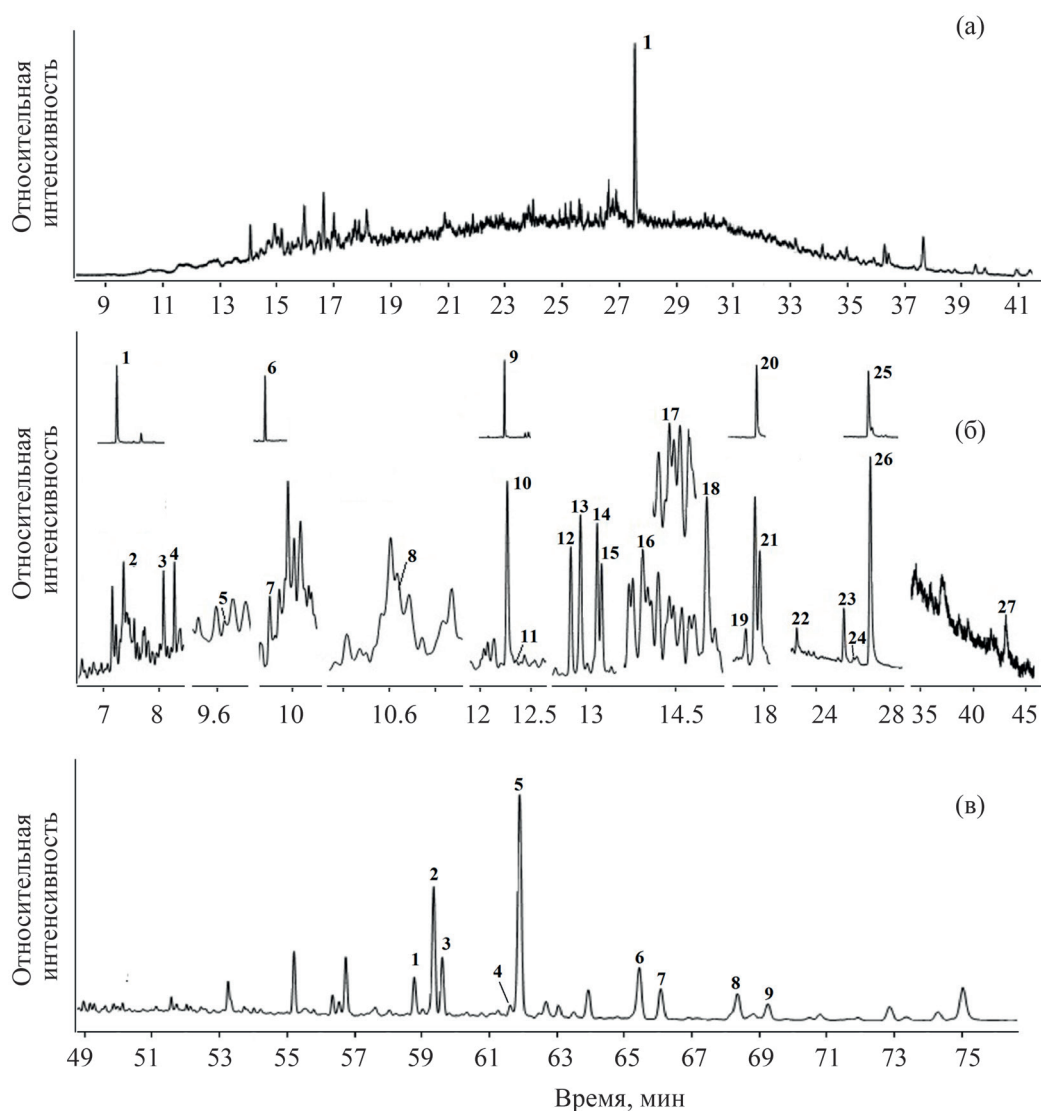 (а)
Относительная
интенсивность
1
9 11 13 15 17 19 21 23 25 27 29 31 33 35 37 39 41
(б)
Относительная
интенсивность
1 6 9 20 25
17
26
10 13 14 18
2 3 4 7 8 12 15 16 21
5 11 19 22 23 24 27
7 8 9.6 10 10.6 12 12.5 13 14.5 18 24 28 35 40 45
(в)
Относительная
интенсивность
5
2
1 3 4 6 7 8 9
49 51 53 55 57 59 61 63 65 67 69 71 73 75
Время, мин